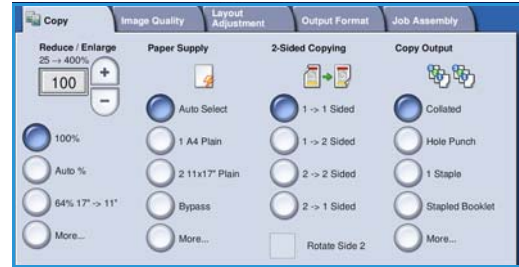 Copy
Image Quality
Layout
Adjustment
Output Format
Job Assembly
Reduce / Enlarge
25 → 400%
100
+
−
100%
Auto %
64% 17" -> 11"
More...
Paper Supply
Auto Select
1 A4 Plain
2 11x17" Plain
Bypass
More...
2-Sided Copying
1 -> 1 Sided
1 -> 2 Sided
2 -> 2 Sided
2 -> 1 Sided
Rotate Side 2
Copy Output
Collated
Hole Punch
1 Staple
Stapled Booklet
More...